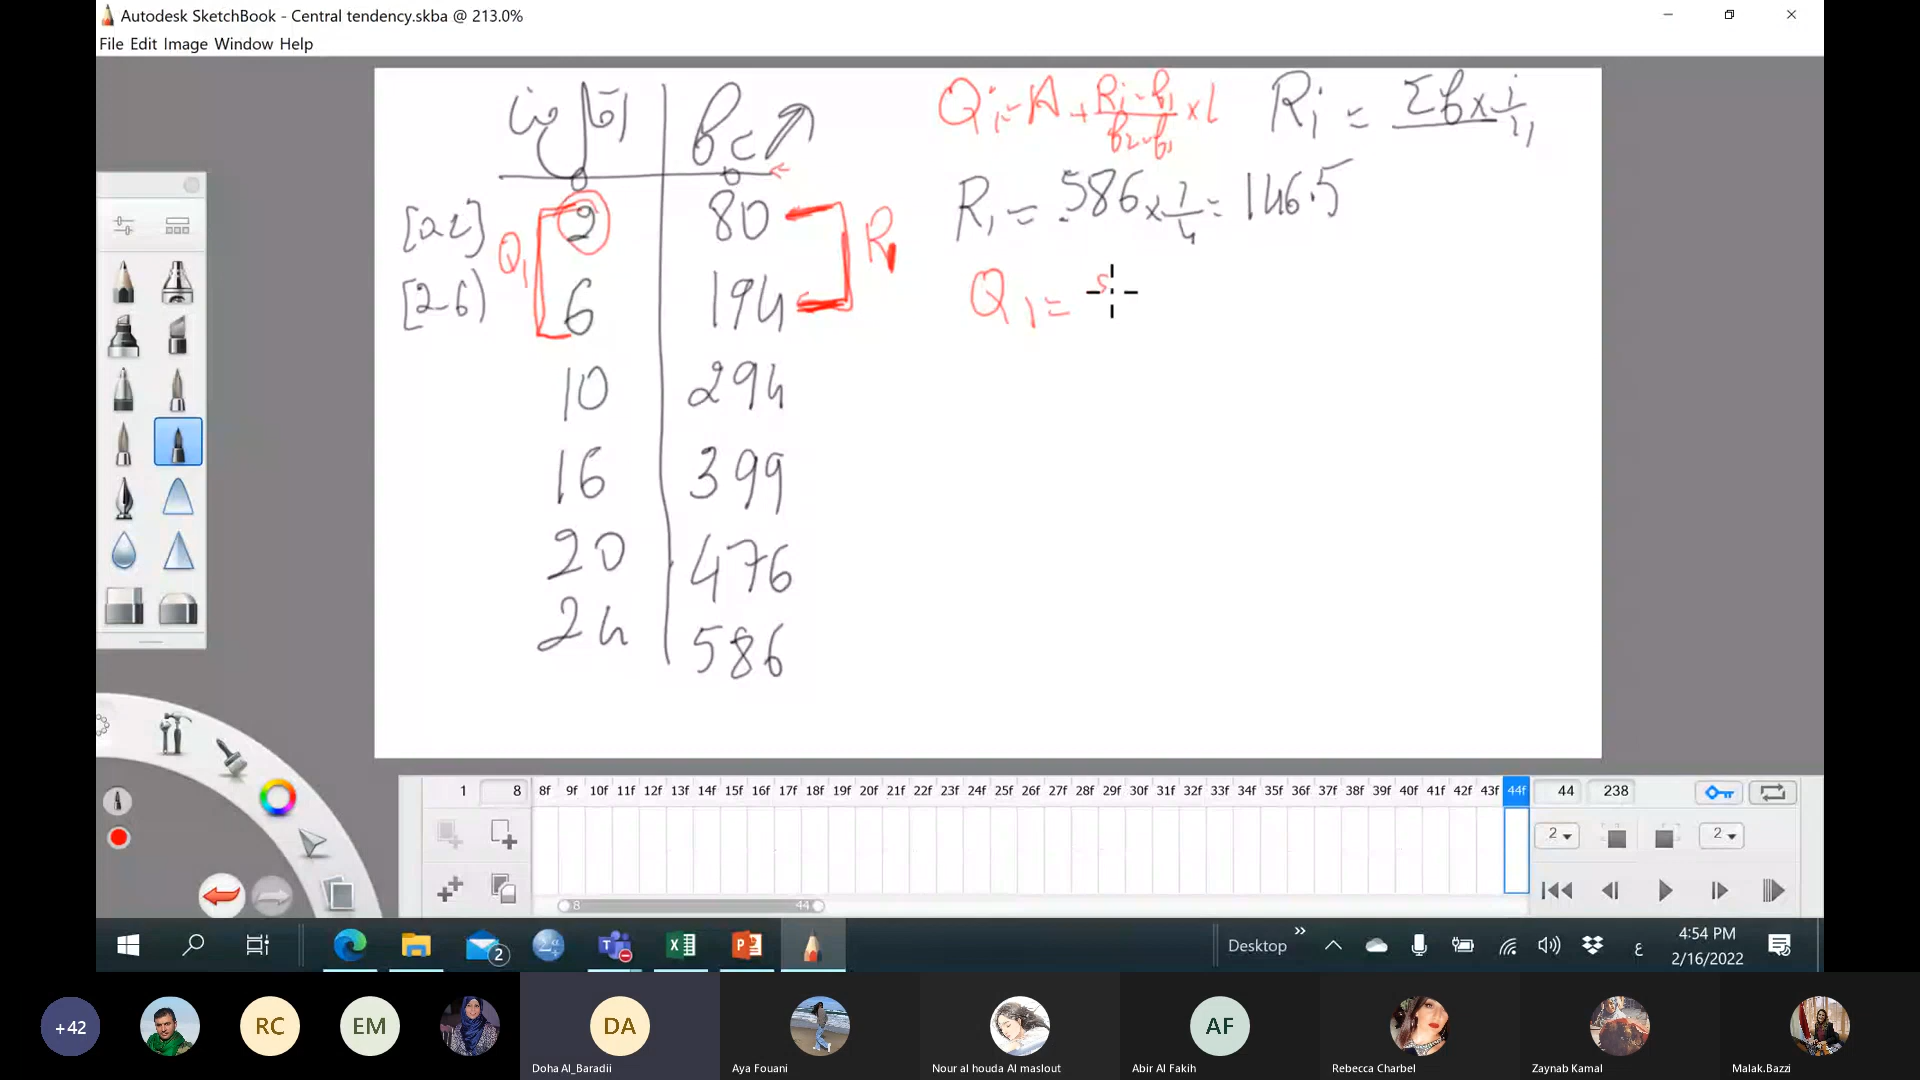 Autodesk SketchBook - Central tendency.skba @ 213.0%
File Edit Image Window Help
Qi = A + Ri - f1 / f2 - f1 × L
Ri = Σf × i/4
fc ↗
0 0
[0-2[ 2 80
[2-6) 6 194
Q1
R1
R1 = 586 × 1/4 = 146.5
Q1 =
10 294
16 399
20 476
24 586
1 8 8f 9f 10f 11f 12f 13f 14f 15f 16f 17f 18f 19f 20f 21f 22f 23f 24f 25f 26f 27f 28f 29f 30f 31f 32f 33f 34f 35f 36f 37f 38f 39f 40f 41f 42f 43f 44f 44 238
2 2
8 44
2
Desktop
ع
4:54 PM
2/16/2022
+42
RC
EM
DA
AF
Doha Al_Baradii
Aya Fouani
Nour al houda Al maslout
Abir Al Fakih
Rebecca Charbel
Zaynab Kamal
Malak.Bazzi